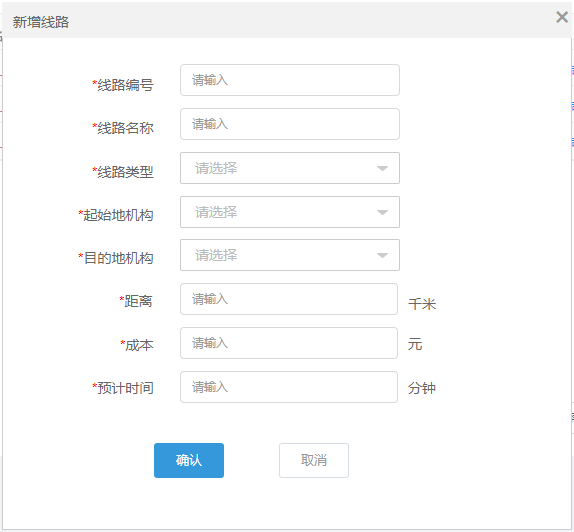 新增线路
*线路编号 请输入
*线路名称 请输入
*线路类型 请选择
*起始地机构 请选择
*目的地机构 请选择
*距离 请输入 千米
*成本 请输入 元
*预计时间 请输入 分钟
确认 取消